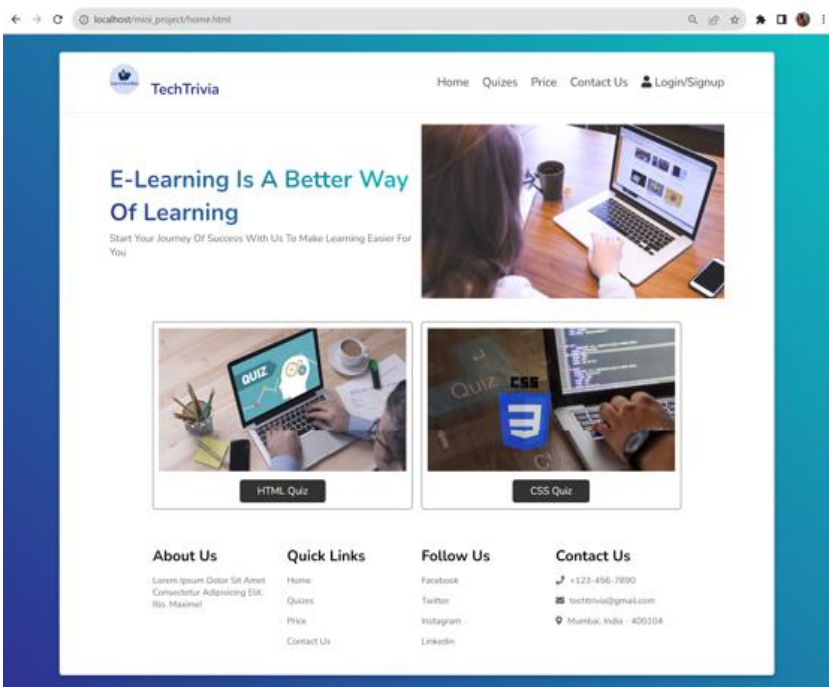 localhost/mini_project/home.html
TechTrivia
Home Quizes Price Contact Us Login/Signup
E-Learning Is A Better Way
Of Learning
Start Your Journey Of Success With Us To Make Learning Easier For
You
QUIZ
Quiz
CSS
3
HTML Quiz
CSS Quiz
About Us
Lorem Ipsum Dolor Sit Amet
Consectetur Adipisicing Elit.
Illo, Maxime!
Quick Links
Home
Quizes
Price
Contact Us
Follow Us
Facebook
Twitter
Instagram
Linkedin
Contact Us
+123-456-7890
techtrivia@gmail.com
Mumbai, India - 400104